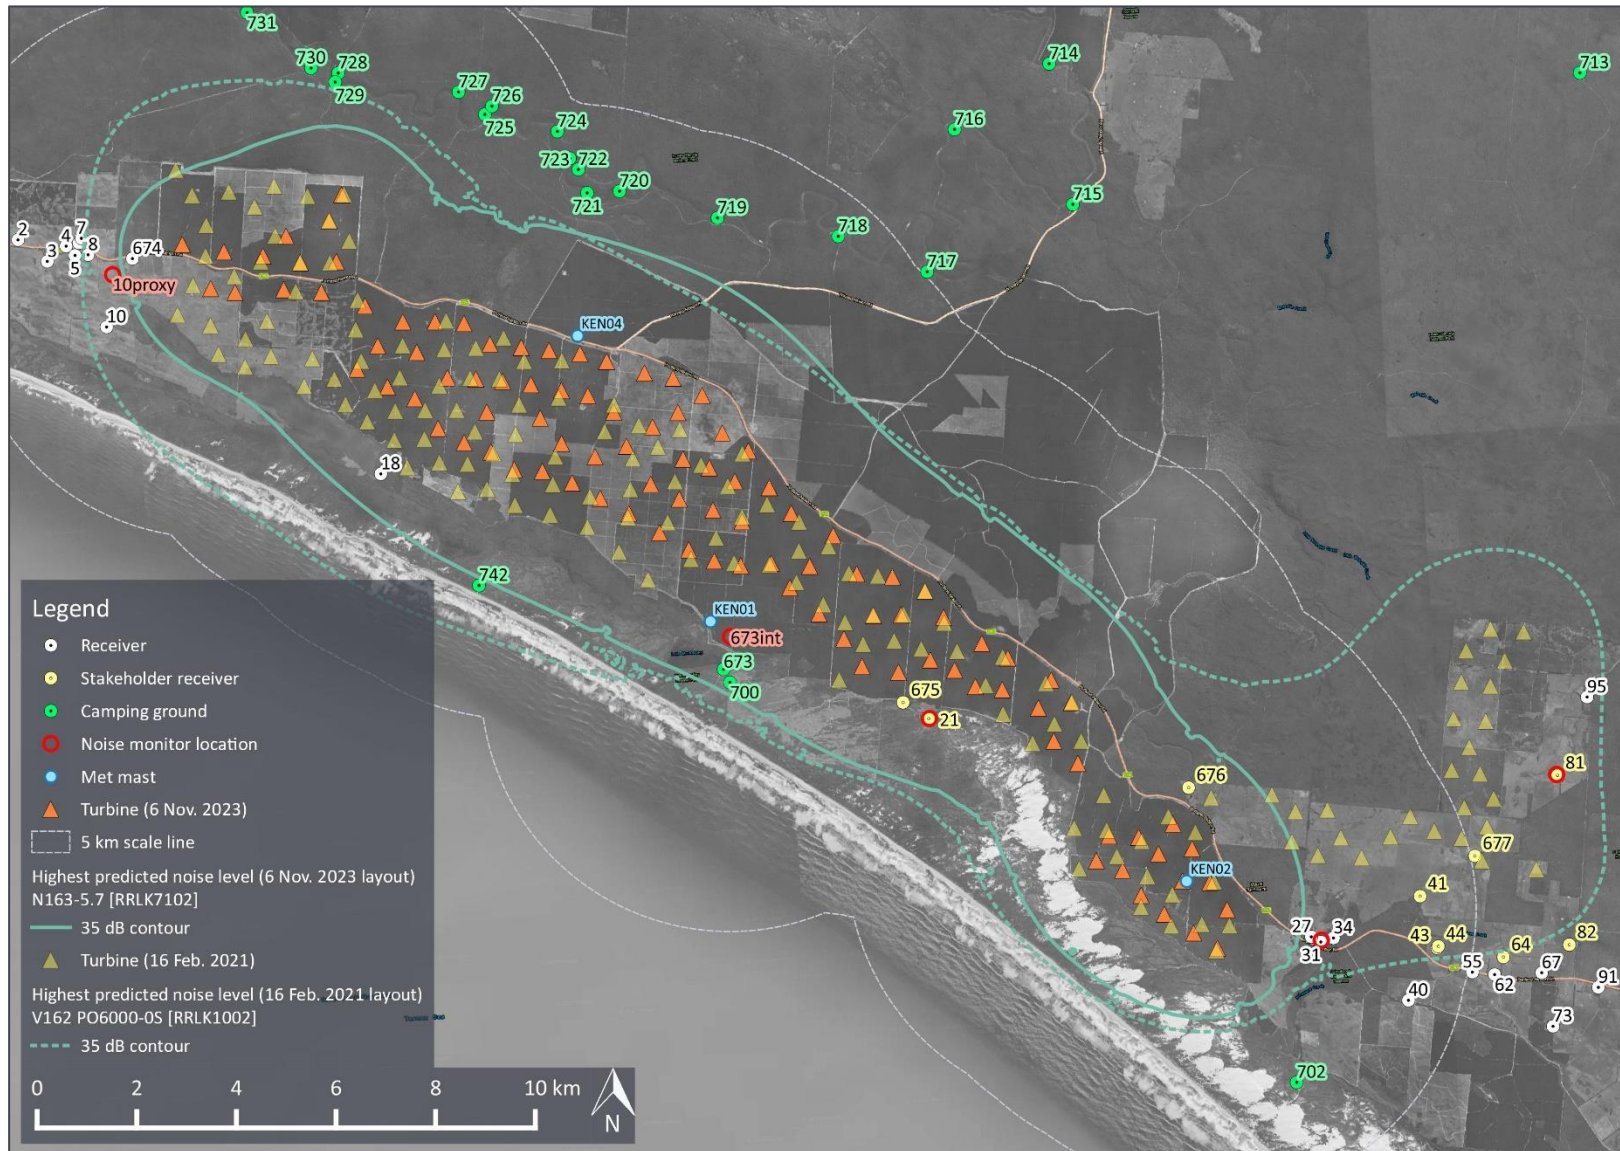 731
730
728
729
727
726
725
724
723
722
721
720
719
718
717
716
714
715
713
2
3
4
7
5
8
674
10proxy
10
18
KEN04
742
KEN01
673int
673
700
675
21
676
KEN02
27
31
34
95
81
677
41
43
44
64
82
55
62
67
91
40
73
702
Legend
Receiver
Stakeholder receiver
Camping ground
Noise monitor location
Met mast
Turbine (6 Nov. 2023)
5 km scale line
Highest predicted noise level (6 Nov. 2023 layout)
N163-5.7 [RRLK7102]
35 dB contour
Turbine (16 Feb. 2021)
Highest predicted noise level (16 Feb. 2021 layout)
V162 PO6000-0S [RRLK1002]
35 dB contour
0 2 4 6 8 10 km
N